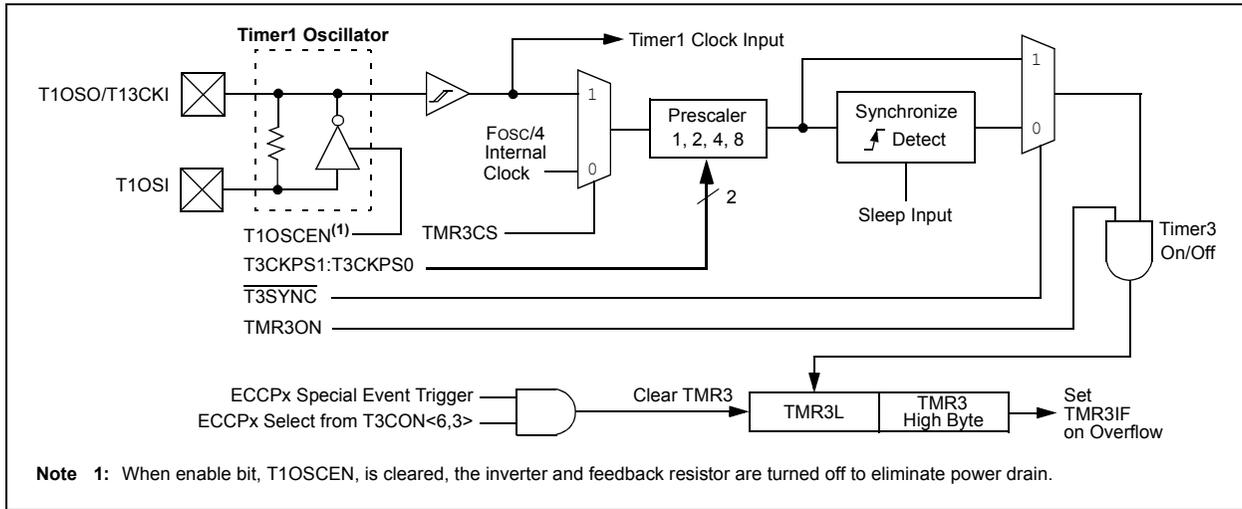 Timer1 Oscillator
Timer1 Clock Input
T1OSO/T13CKI
1
FOSC/4
Internal
Clock
0
Prescaler
1, 2, 4, 8
Synchronize
Detect
1
0
T1OSI
2
Sleep Input
T1OSCEN(1)
TMR3CS
Timer3
On/Off
T3CKPS1:T3CKPS0
T3SYNC
TMR3ON
ECCPx Special Event Trigger
ECCPx Select from T3CON<6,3>
Clear TMR3
TMR3L
TMR3
High Byte
Set
TMR3IF
on Overflow
Note 1: When enable bit, T1OSCEN, is cleared, the inverter and feedback resistor are turned off to eliminate power drain.